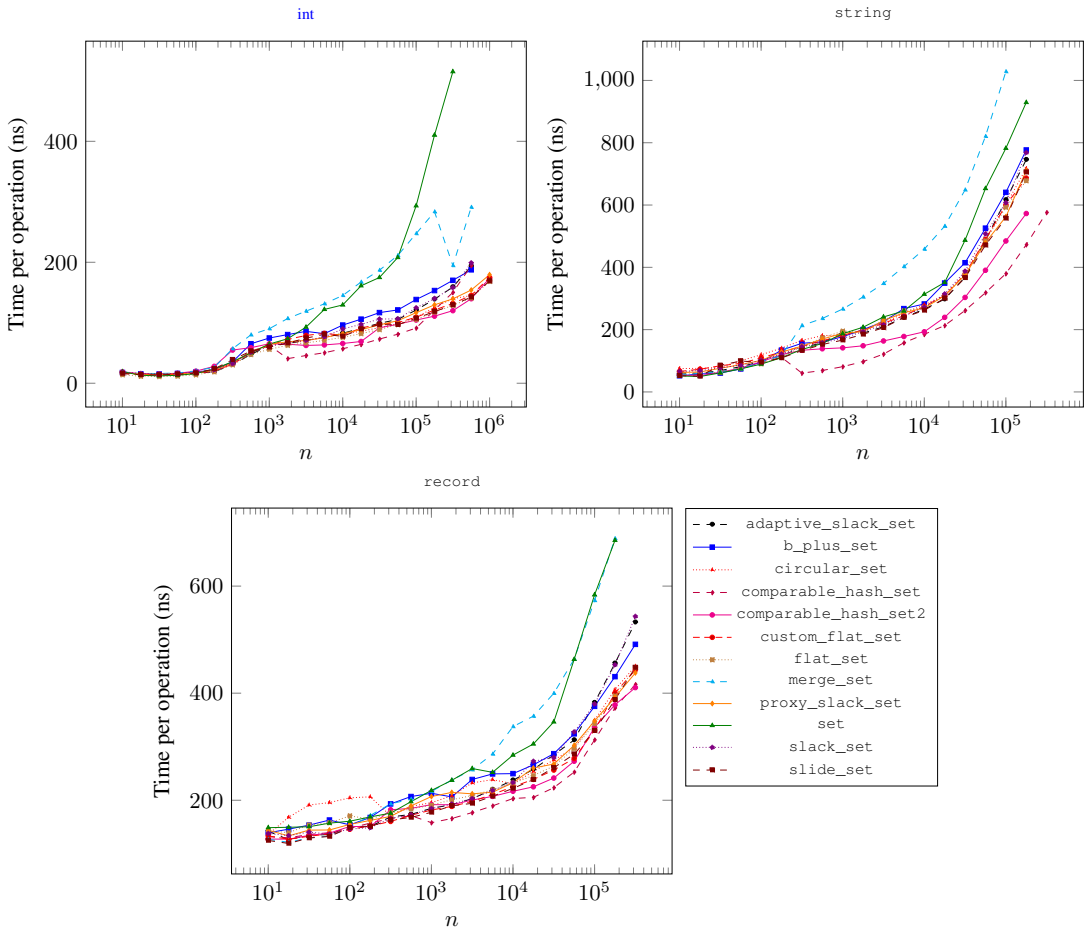 int
Time per operation (ns)
400
200
0
10^1 10^2 10^3 10^4 10^5 10^6
n
string
Time per operation (ns)
1,000
800
600
400
200
0
10^1 10^2 10^3 10^4 10^5
n
record
Time per operation (ns)
600
400
200
10^1 10^2 10^3 10^4 10^5
n
adaptive_slack_set
b_plus_set
circular_set
comparable_hash_set
comparable_hash_set2
custom_flat_set
flat_set
merge_set
proxy_slack_set
set
slack_set
slide_set